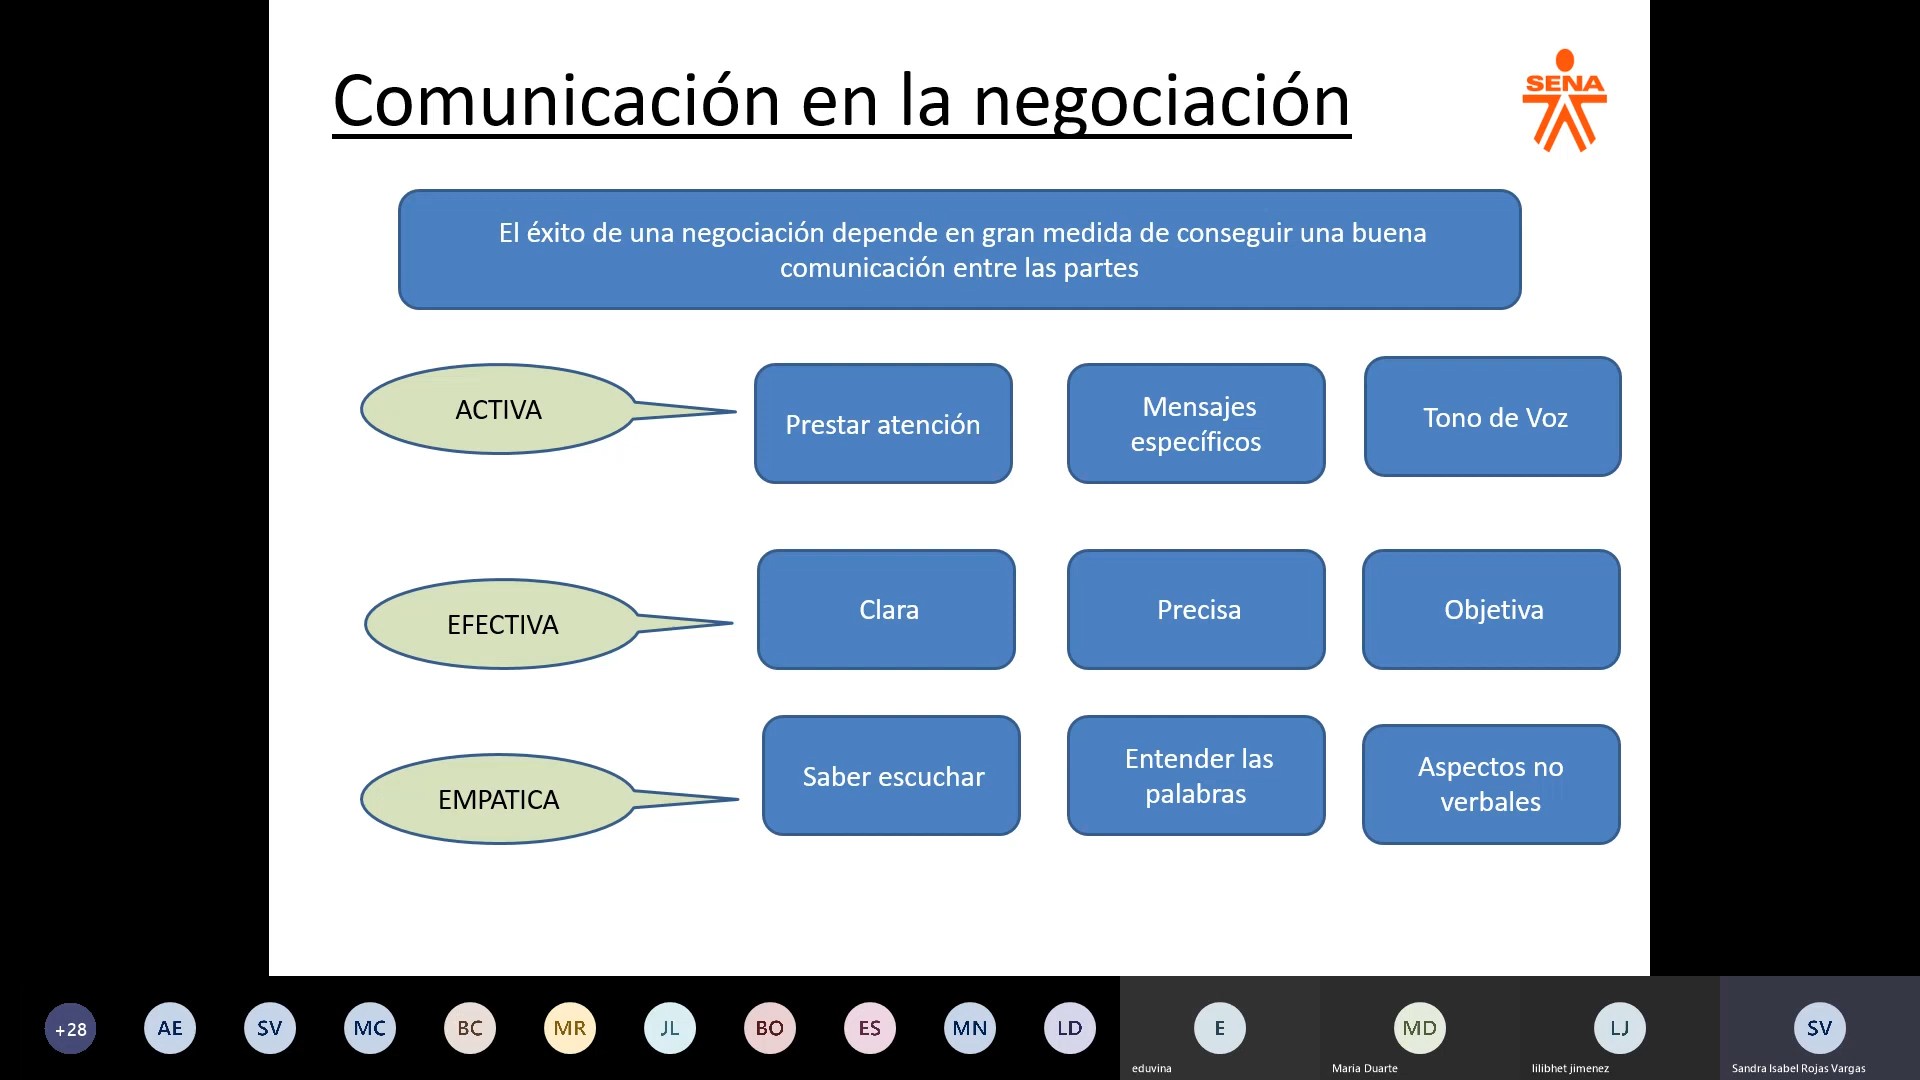 Comunicación en la negociación
SENA
El éxito de una negociación depende en gran medida de conseguir una buena
comunicación entre las partes
ACTIVA
Prestar atención
Mensajes
específicos
Tono de Voz
EFECTIVA
Clara
Precisa
Objetiva
EMPATICA
Saber escuchar
Entender las
palabras
Aspectos no
verbales
+28
AE
SV
MC
BC
MR
JL
BO
ES
MN
LD
E
eduvina
MD
Maria Duarte
LJ
lilibhet jimenez
SV
Sandra Isabel Rojas Vargas